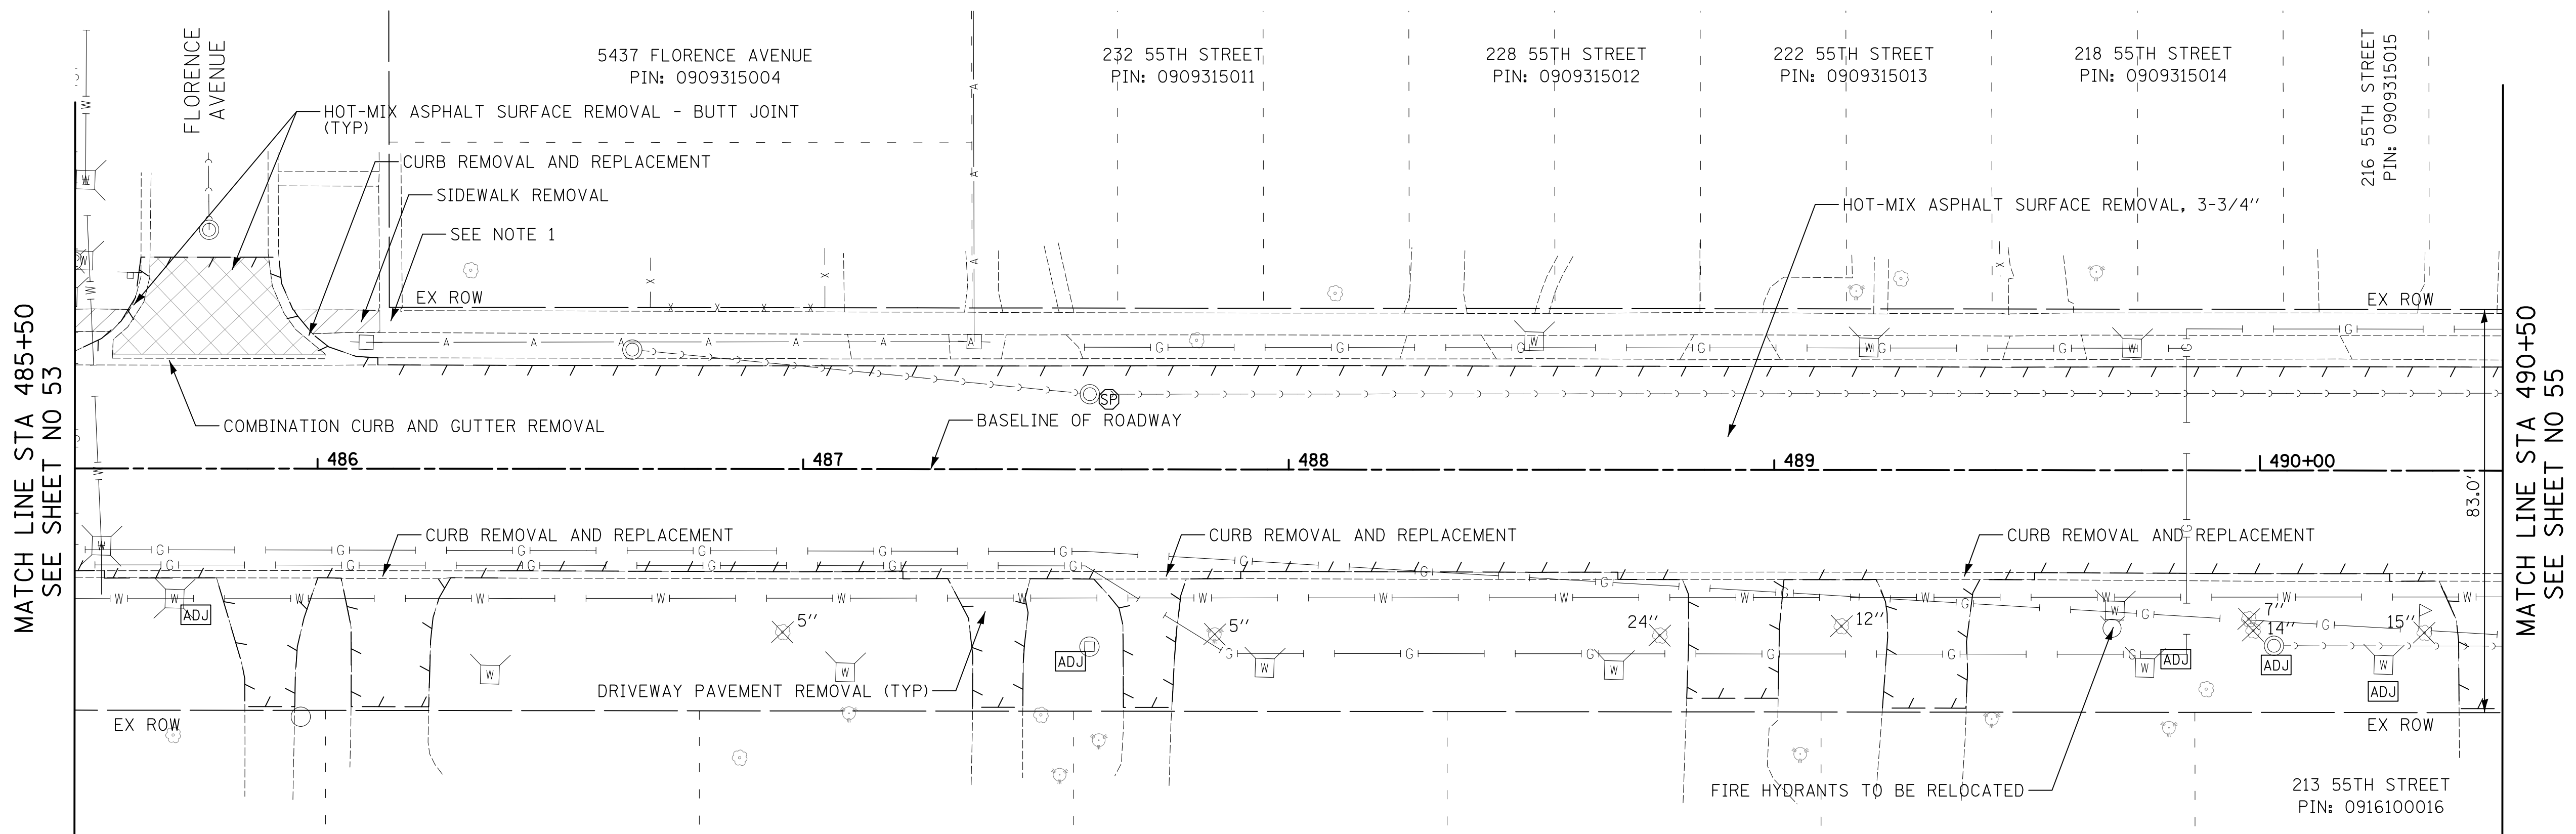 FLORENCE
AVENUE
5437 FLORENCE AVENUE
PIN: 0909315004
232 55TH STREET
PIN: 0909315011
228 55TH STREET
PIN: 0909315012
222 55TH STREET
PIN: 0909315013
218 55TH STREET
PIN: 0909315014
216 55TH STREET
PIN: 0909315015
HOT-MIX ASPHALT SURFACE REMOVAL - BUTT JOINT
(TYP)
CURB REMOVAL AND REPLACEMENT
SIDEWALK REMOVAL
SEE NOTE 1
HOT-MIX ASPHALT SURFACE REMOVAL, 3-3/4"
EX ROW
EX ROW
MATCH LINE STA 485+50
SEE SHEET NO 53
MATCH LINE STA 490+50
SEE SHEET NO 55
A A A A A A A
A
A
A
X
X
X X X X
X
W
W
W
W
W
W
W
W
W
G G G G G G
G
SP
COMBINATION CURB AND GUTTER REMOVAL
BASELINE OF ROADWAY
486
487
488
489
490+00
83.0'
CURB REMOVAL AND REPLACEMENT
CURB REMOVAL AND REPLACEMENT
CURB REMOVAL AND REPLACEMENT
G G G G G G G G G G G G G G
G G G G G G
G
G
W W W W W W W W W W W W W W
ADJ
5"
5"
24"
12"
7"
14"
15"
ADJ
ADJ
ADJ
ADJ
G G G G G G
W W W W W W
DRIVEWAY PAVEMENT REMOVAL (TYP)
EX ROW
EX ROW
FIRE HYDRANTS TO BE RELOCATED
213 55TH STREET
PIN: 0916100016